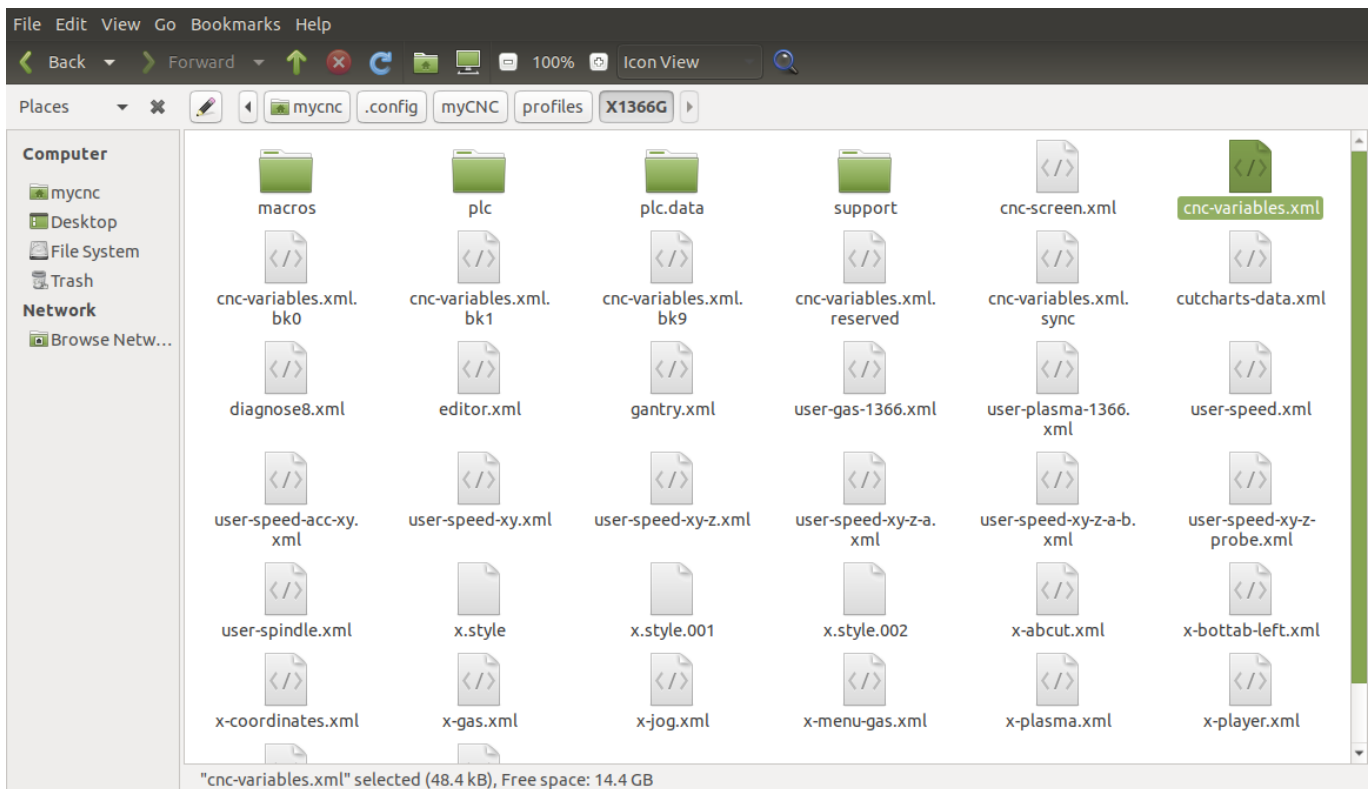 File Edit View Go Bookmarks Help
Back Forward 100% Icon View
Places mycnc .config myCNC profiles X1366G
Computer
mycnc
Desktop
File System
Trash
Network
Browse Netw...
macros plc plc.data support cnc-screen.xml cnc-variables.xml
cnc-variables.xml. cnc-variables.xml. cnc-variables.xml. cnc-variables.xml. cnc-variables.xml. cutcharts-data.xml
bk0 bk1 bk9 reserved sync
diagnose8.xml editor.xml gantry.xml user-gas-1366.xml user-plasma-1366. user-speed.xml
xml
user-speed-acc-xy. user-speed-xy.xml user-speed-xy-z.xml user-speed-xy-z-a. user-speed-xy-z-a-b. user-speed-xy-z-
xml xml xml probe.xml
user-spindle.xml x.style x.style.001 x.style.002 x-abcut.xml x-bottab-left.xml
x-coordinates.xml x-gas.xml x-jog.xml x-menu-gas.xml x-plasma.xml x-player.xml
"cnc-variables.xml" selected (48.4 kB), Free space: 14.4 GB